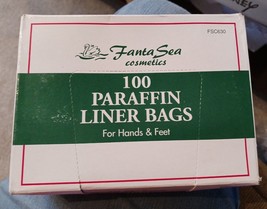 FSC630
FantaSea
cosmetics
100
PARAFFIN
LINER BAGS
For Hands & Feet